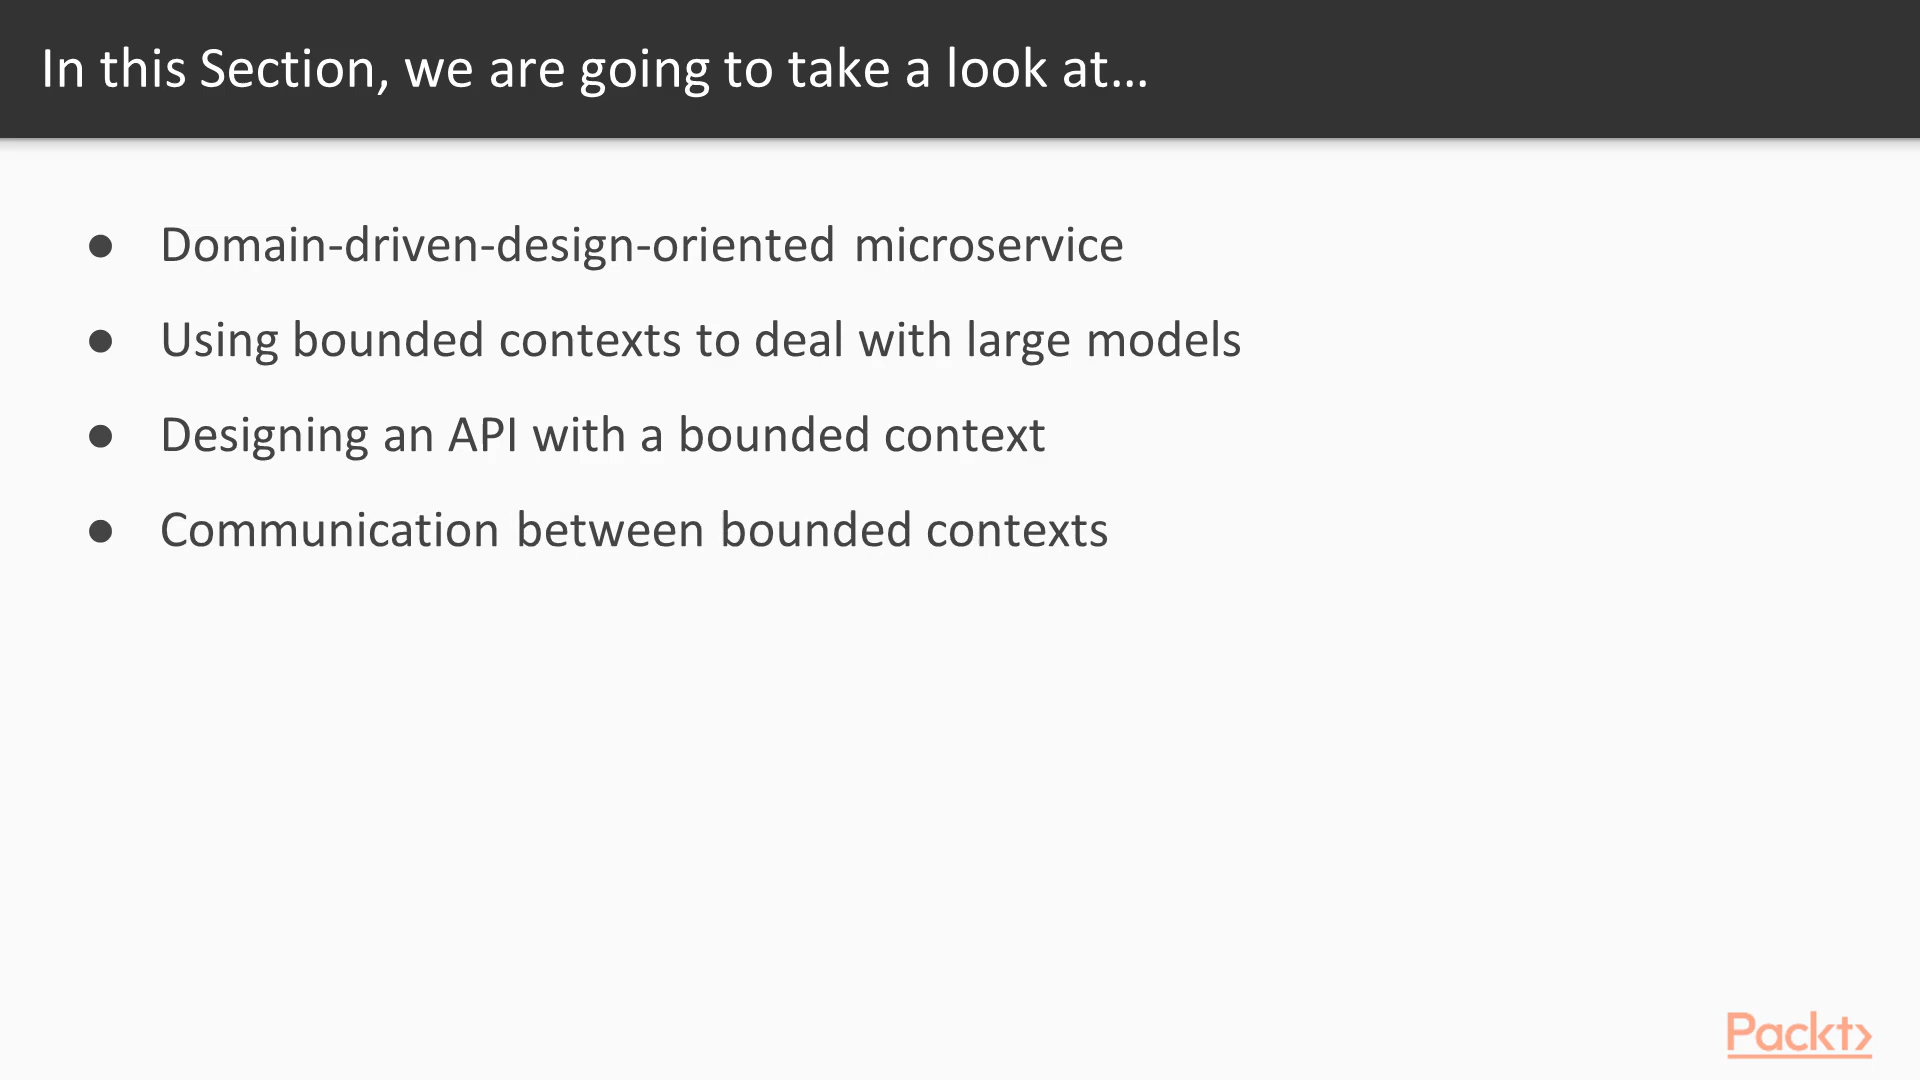 In this Section, we are going to take a look at...
● Domain-driven-design-oriented microservice
● Using bounded contexts to deal with large models
● Designing an API with a bounded context
● Communication between bounded contexts
Packt>